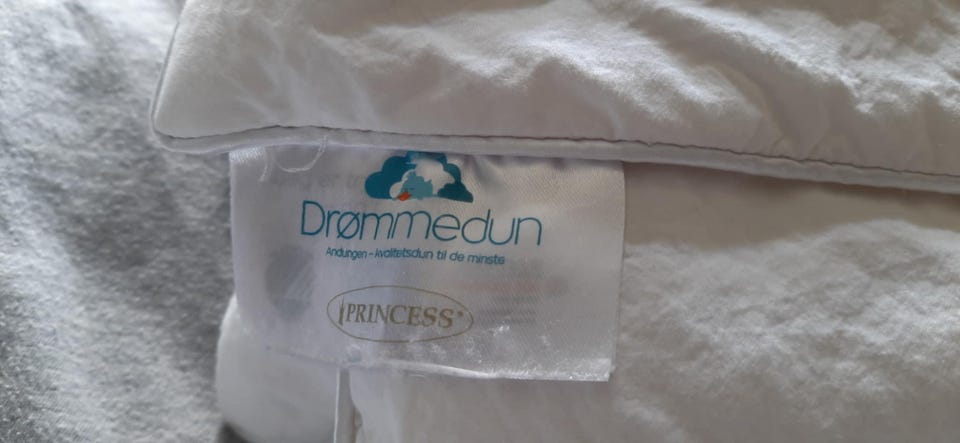 Drømmedun
Andungen - kvalitetsdun til de minste
PRINCESS®